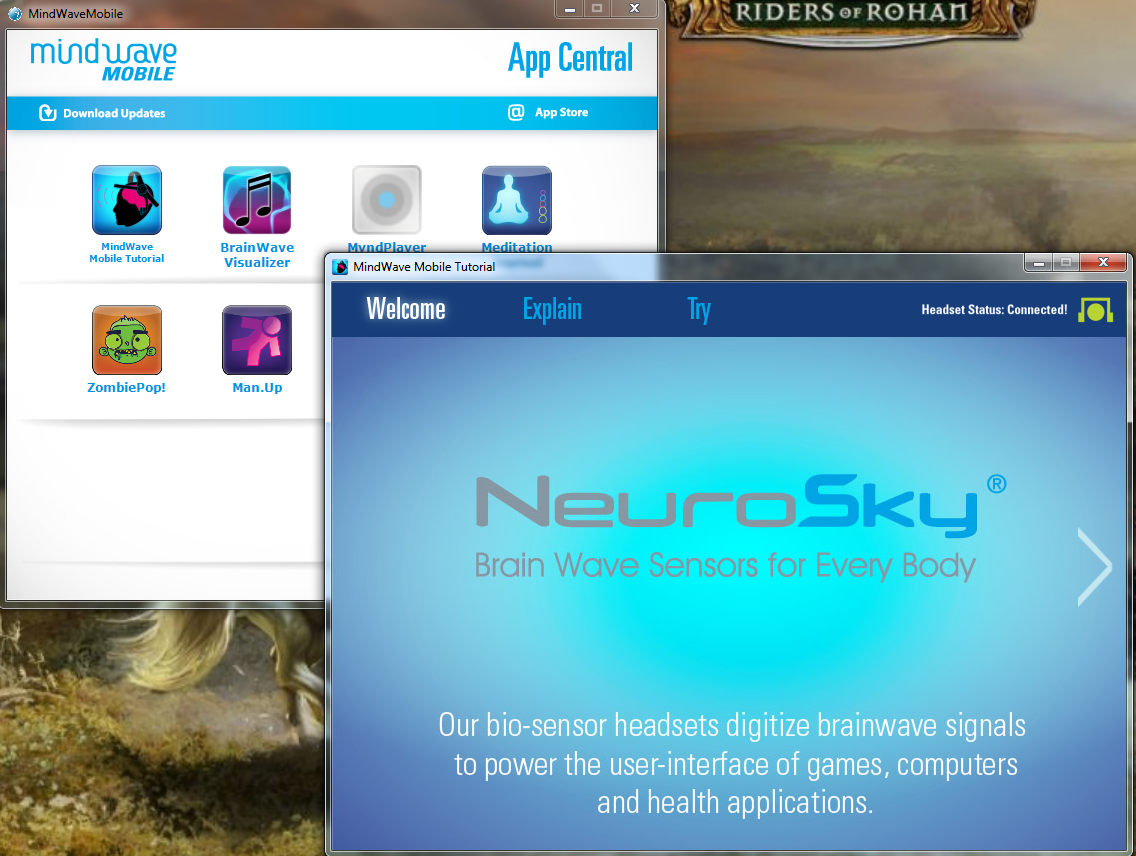 MindWaveMobile
RIDERS OF ROHAN
mindwave
MOBILE
App Central
Download Updates
@ App Store
MindWave
Mobile Tutorial
BrainWave
Visualizer
MyndPlayer
Meditation
ZombiePop!
Man.Up
MindWave Mobile Tutorial
Welcome
Explain
Try
Headset Status: Connected!
NeuroSky®
Brain Wave Sensors for Every Body
Our bio-sensor headsets digitize brainwave signals
to power the user-interface of games, computers
and health applications.